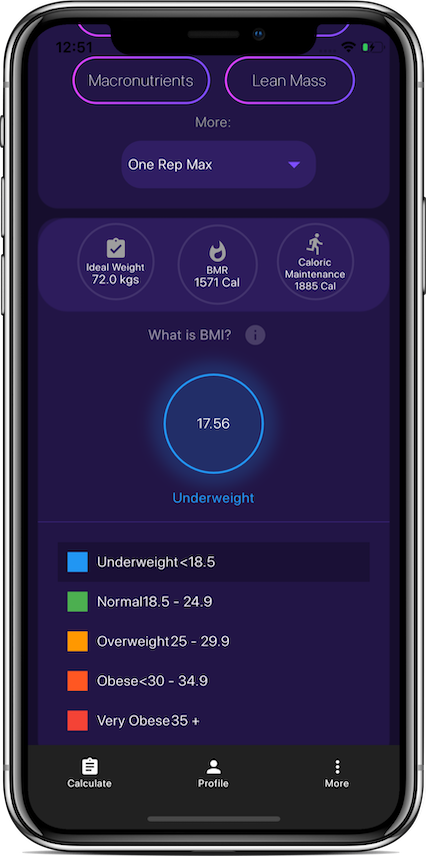 12:51
Macronutrients Lean Mass
More:
One Rep Max
Ideal Weight
72.0 kgs
BMR
1571 Cal
Caloric
Maintenance
1885 Cal
What is BMI? i
17.56
Underweight
Underweight<18.5
Normal18.5 - 24.9
Overweight25 - 29.9
Obese<30 - 34.9
Very Obese35 +
Calculate Profile More